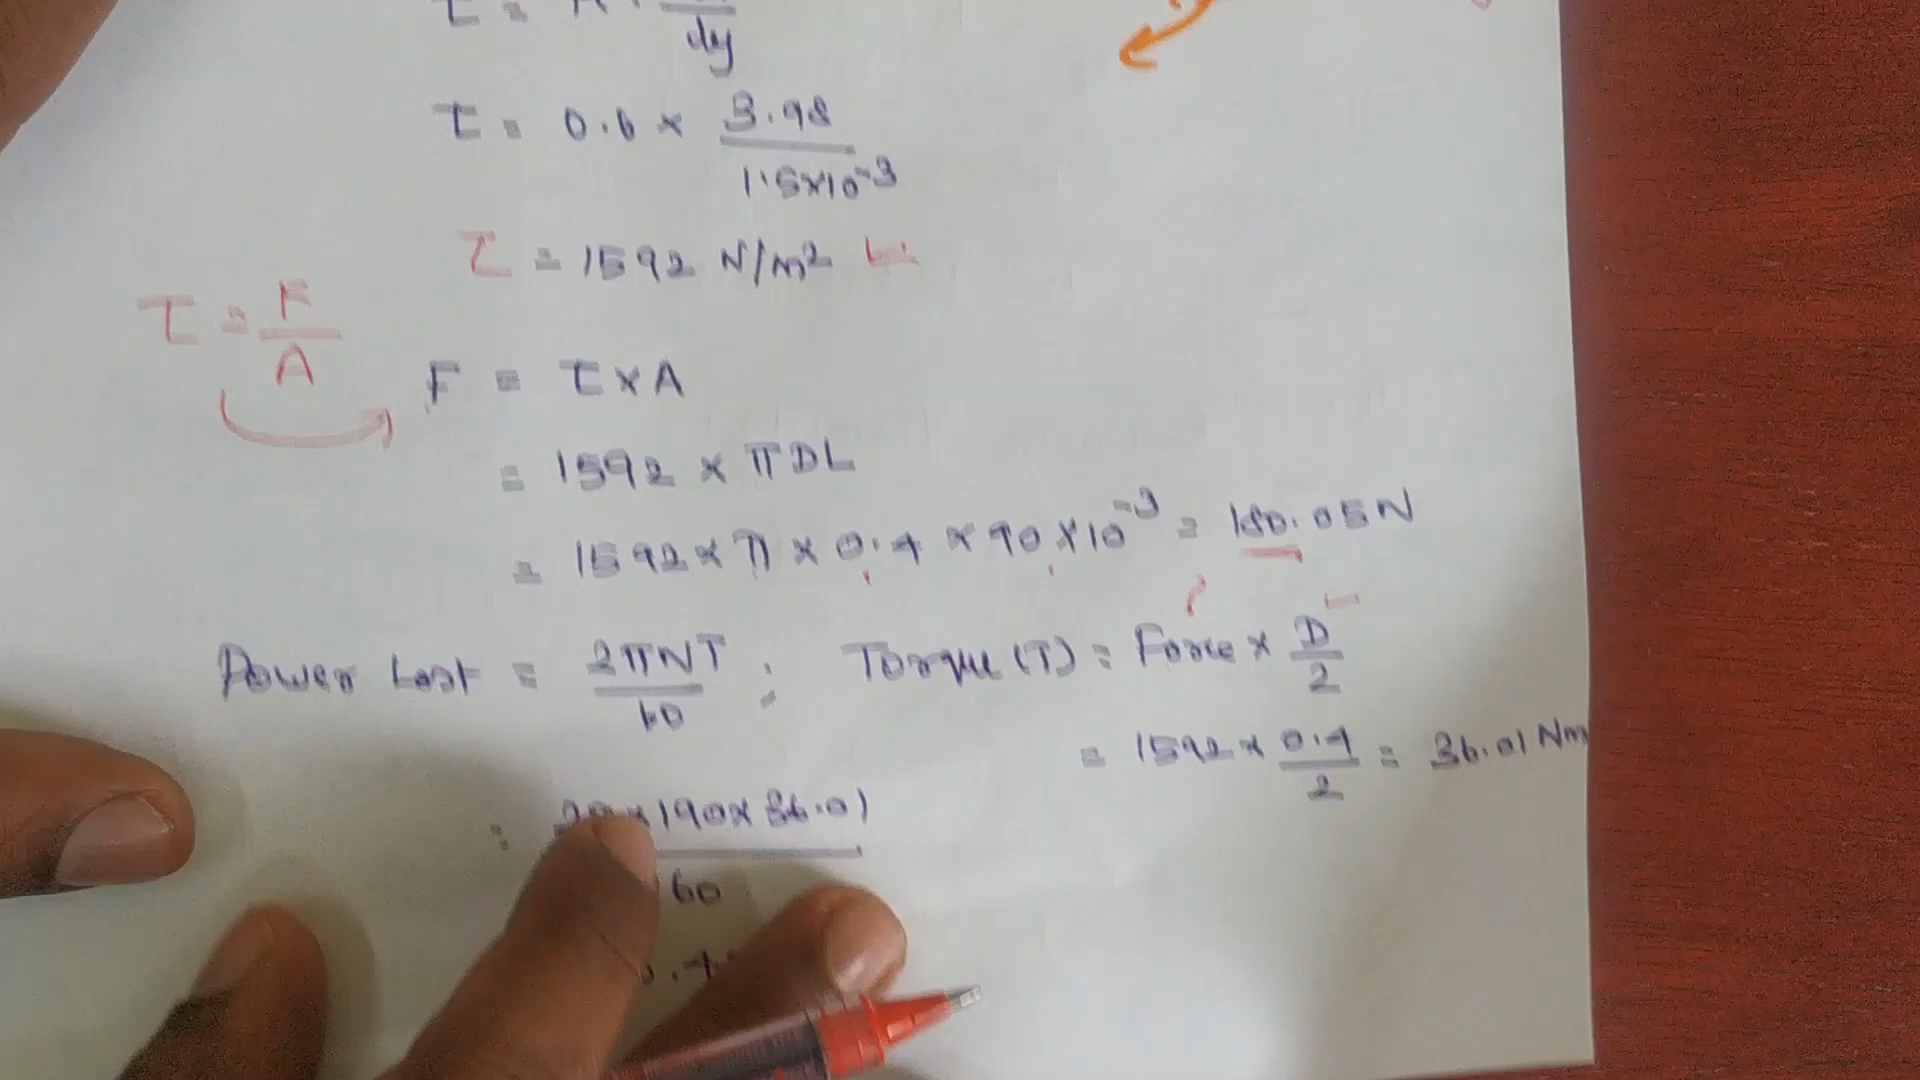 dy
τ = 0.6 × 3.98 / 1.5×10⁻³
τ = 1592 N/m²
τ = F / A
F = τ × A
= 1592 × πDL
= 1592 × π × 0.4 × 90 × 10⁻³ = 180.05 N
Power Lost = 2πNT / 60 ; Torque (T) = Force × D / 2
= 1592 × 0.4 / 2 = 36.01 Nm
= × 190 × 36.01 / 60